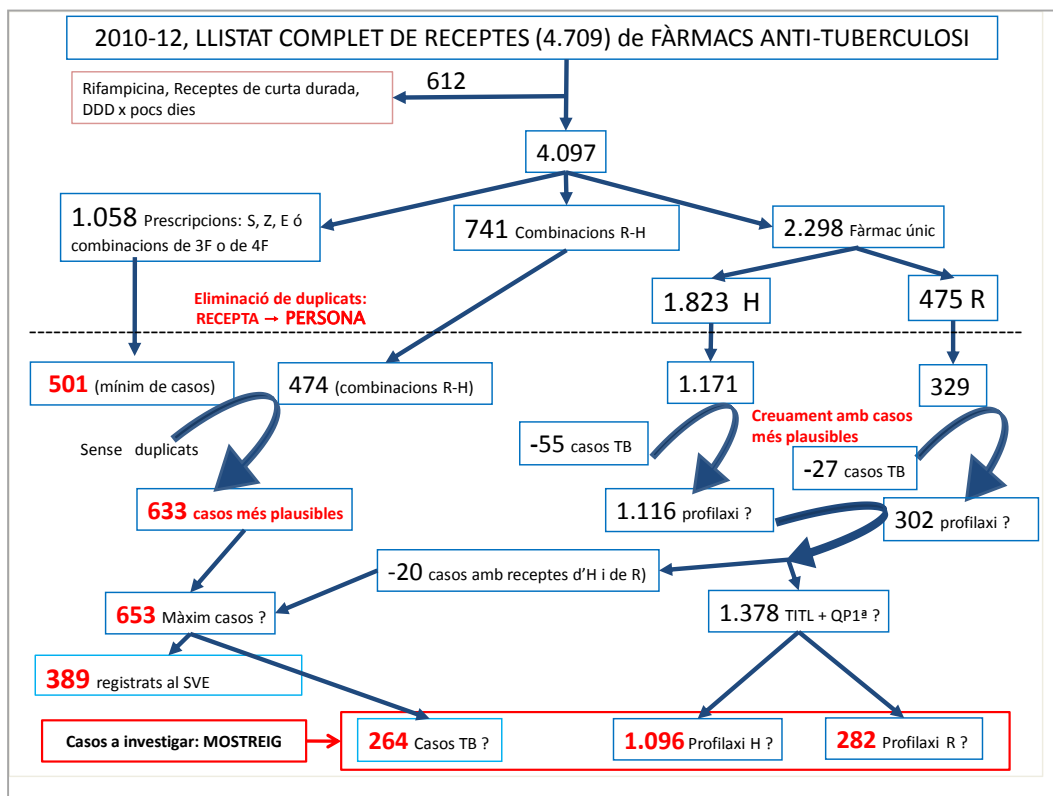 2010-12, LLISTAT COMPLET DE RECEPTES (4.709) de FÀRMACS ANTI-TUBERCULOSI
612
Rifampicina, Receptes de curta durada,
DDD x pocs dies
4.097
1.058 Prescripcions: S, Z, E ó
combinacions de 3F o de 4F
741 Combinacions R-H
2.298 Fàrmac únic
1.823 H
475 R
Eliminació de duplicats:
RECEPTA → PERSONA
501 (mínim de casos)
474 (combinacions R-H)
1.171
329
Creuament amb casos
més plausibles
Sense duplicats
-55 casos TB
-27 casos TB
633 casos més plausibles
1.116 profilaxi ?
302 profilaxi ?
-20 casos amb receptes d'H i de R)
653 Màxim casos ?
1.378 TITL + QP1ª ?
389 registrats al SVE
Casos a investigar: MOSTREIG
264 Casos TB ?
1.096 Profilaxi H ?
282 Profilaxi R ?